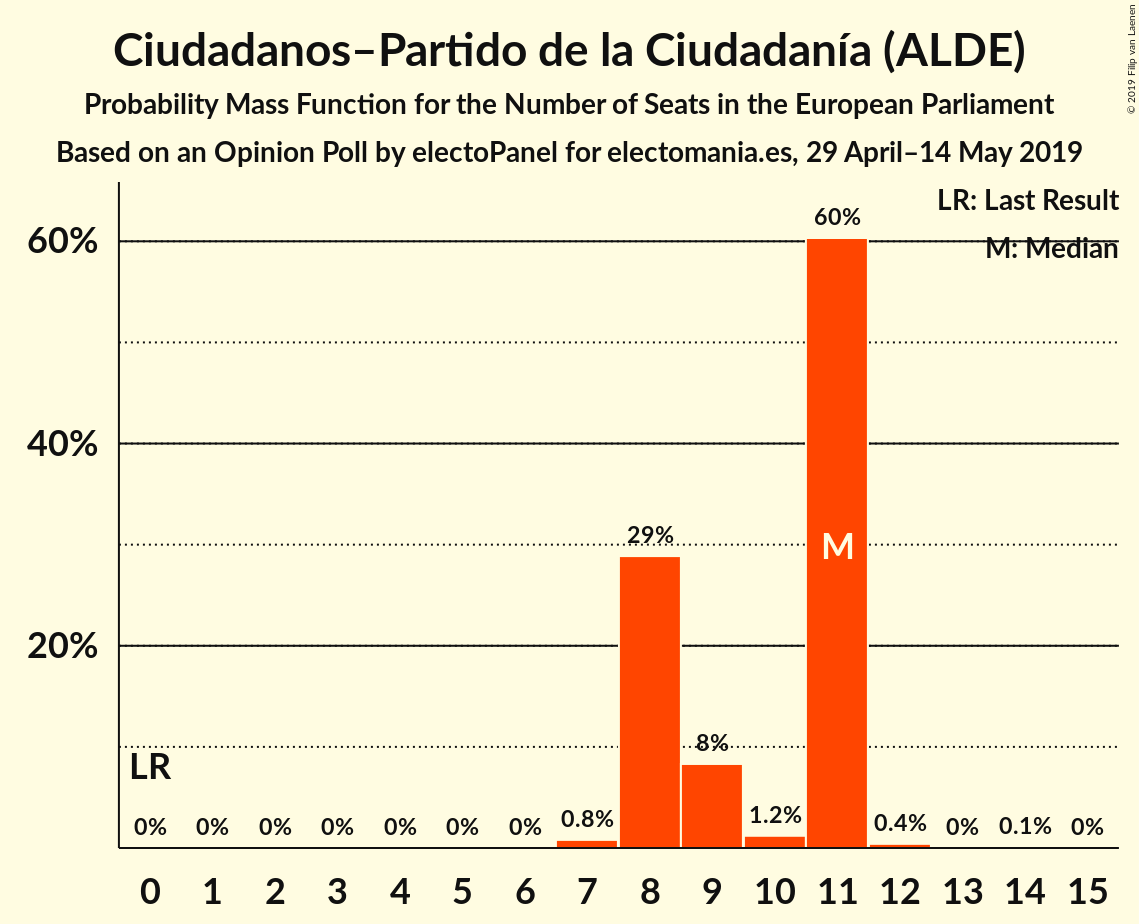 Ciudadanos–Partido de la Ciudadanía (ALDE)
Probability Mass Function for the Number of Seats in the European Parliament
Based on an Opinion Poll by electoPanel for electomania.es, 29 April–14 May 2019
© 2019 Filip van Laenen
LR: Last Result
M: Median
60%
40%
20%
60%
29%
M
8%
LR
0% 0% 0% 0% 0% 0% 0% 0.8% 1.2% 0.4% 0% 0.1% 0%
0 1 2 3 4 5 6 7 8 9 10 11 12 13 14 15